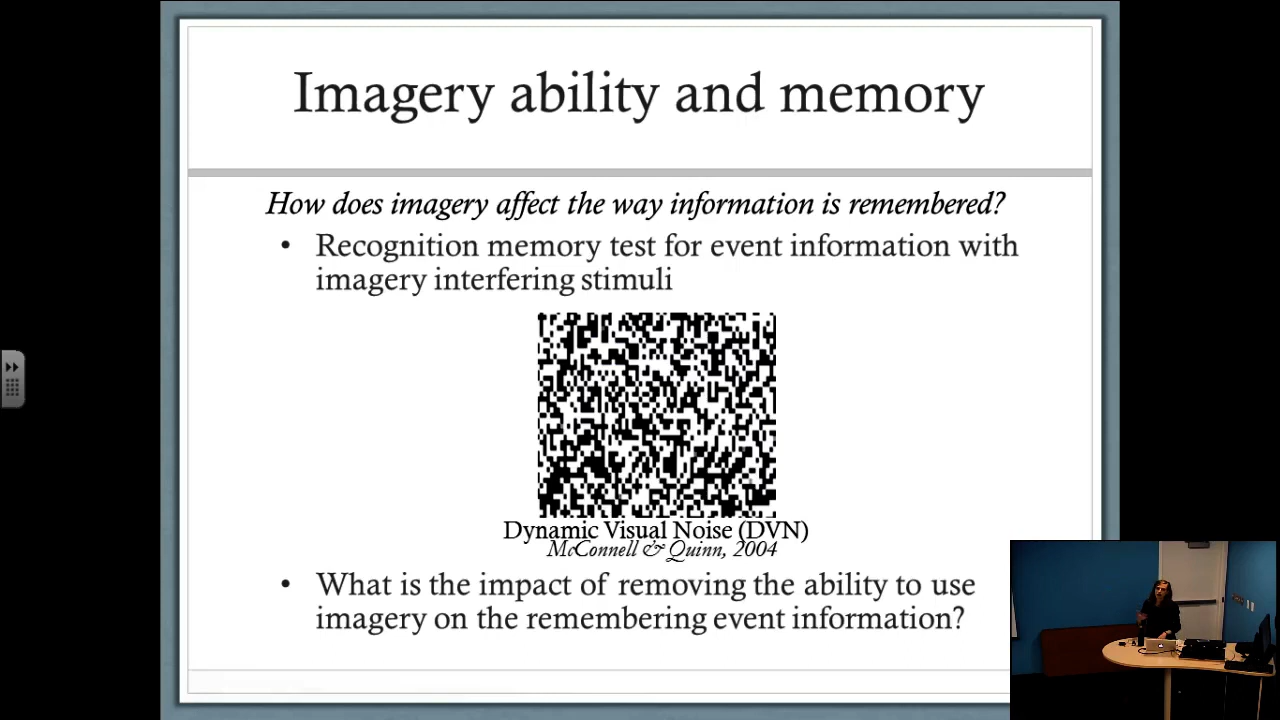 Imagery ability and memory
How does imagery affect the way information is remembered?
• Recognition memory test for event information with
imagery interfering stimuli
Dynamic Visual Noise (DVN)
McConnell & Quinn, 2004
• What is the impact of removing the ability to use
imagery on the remembering event information?